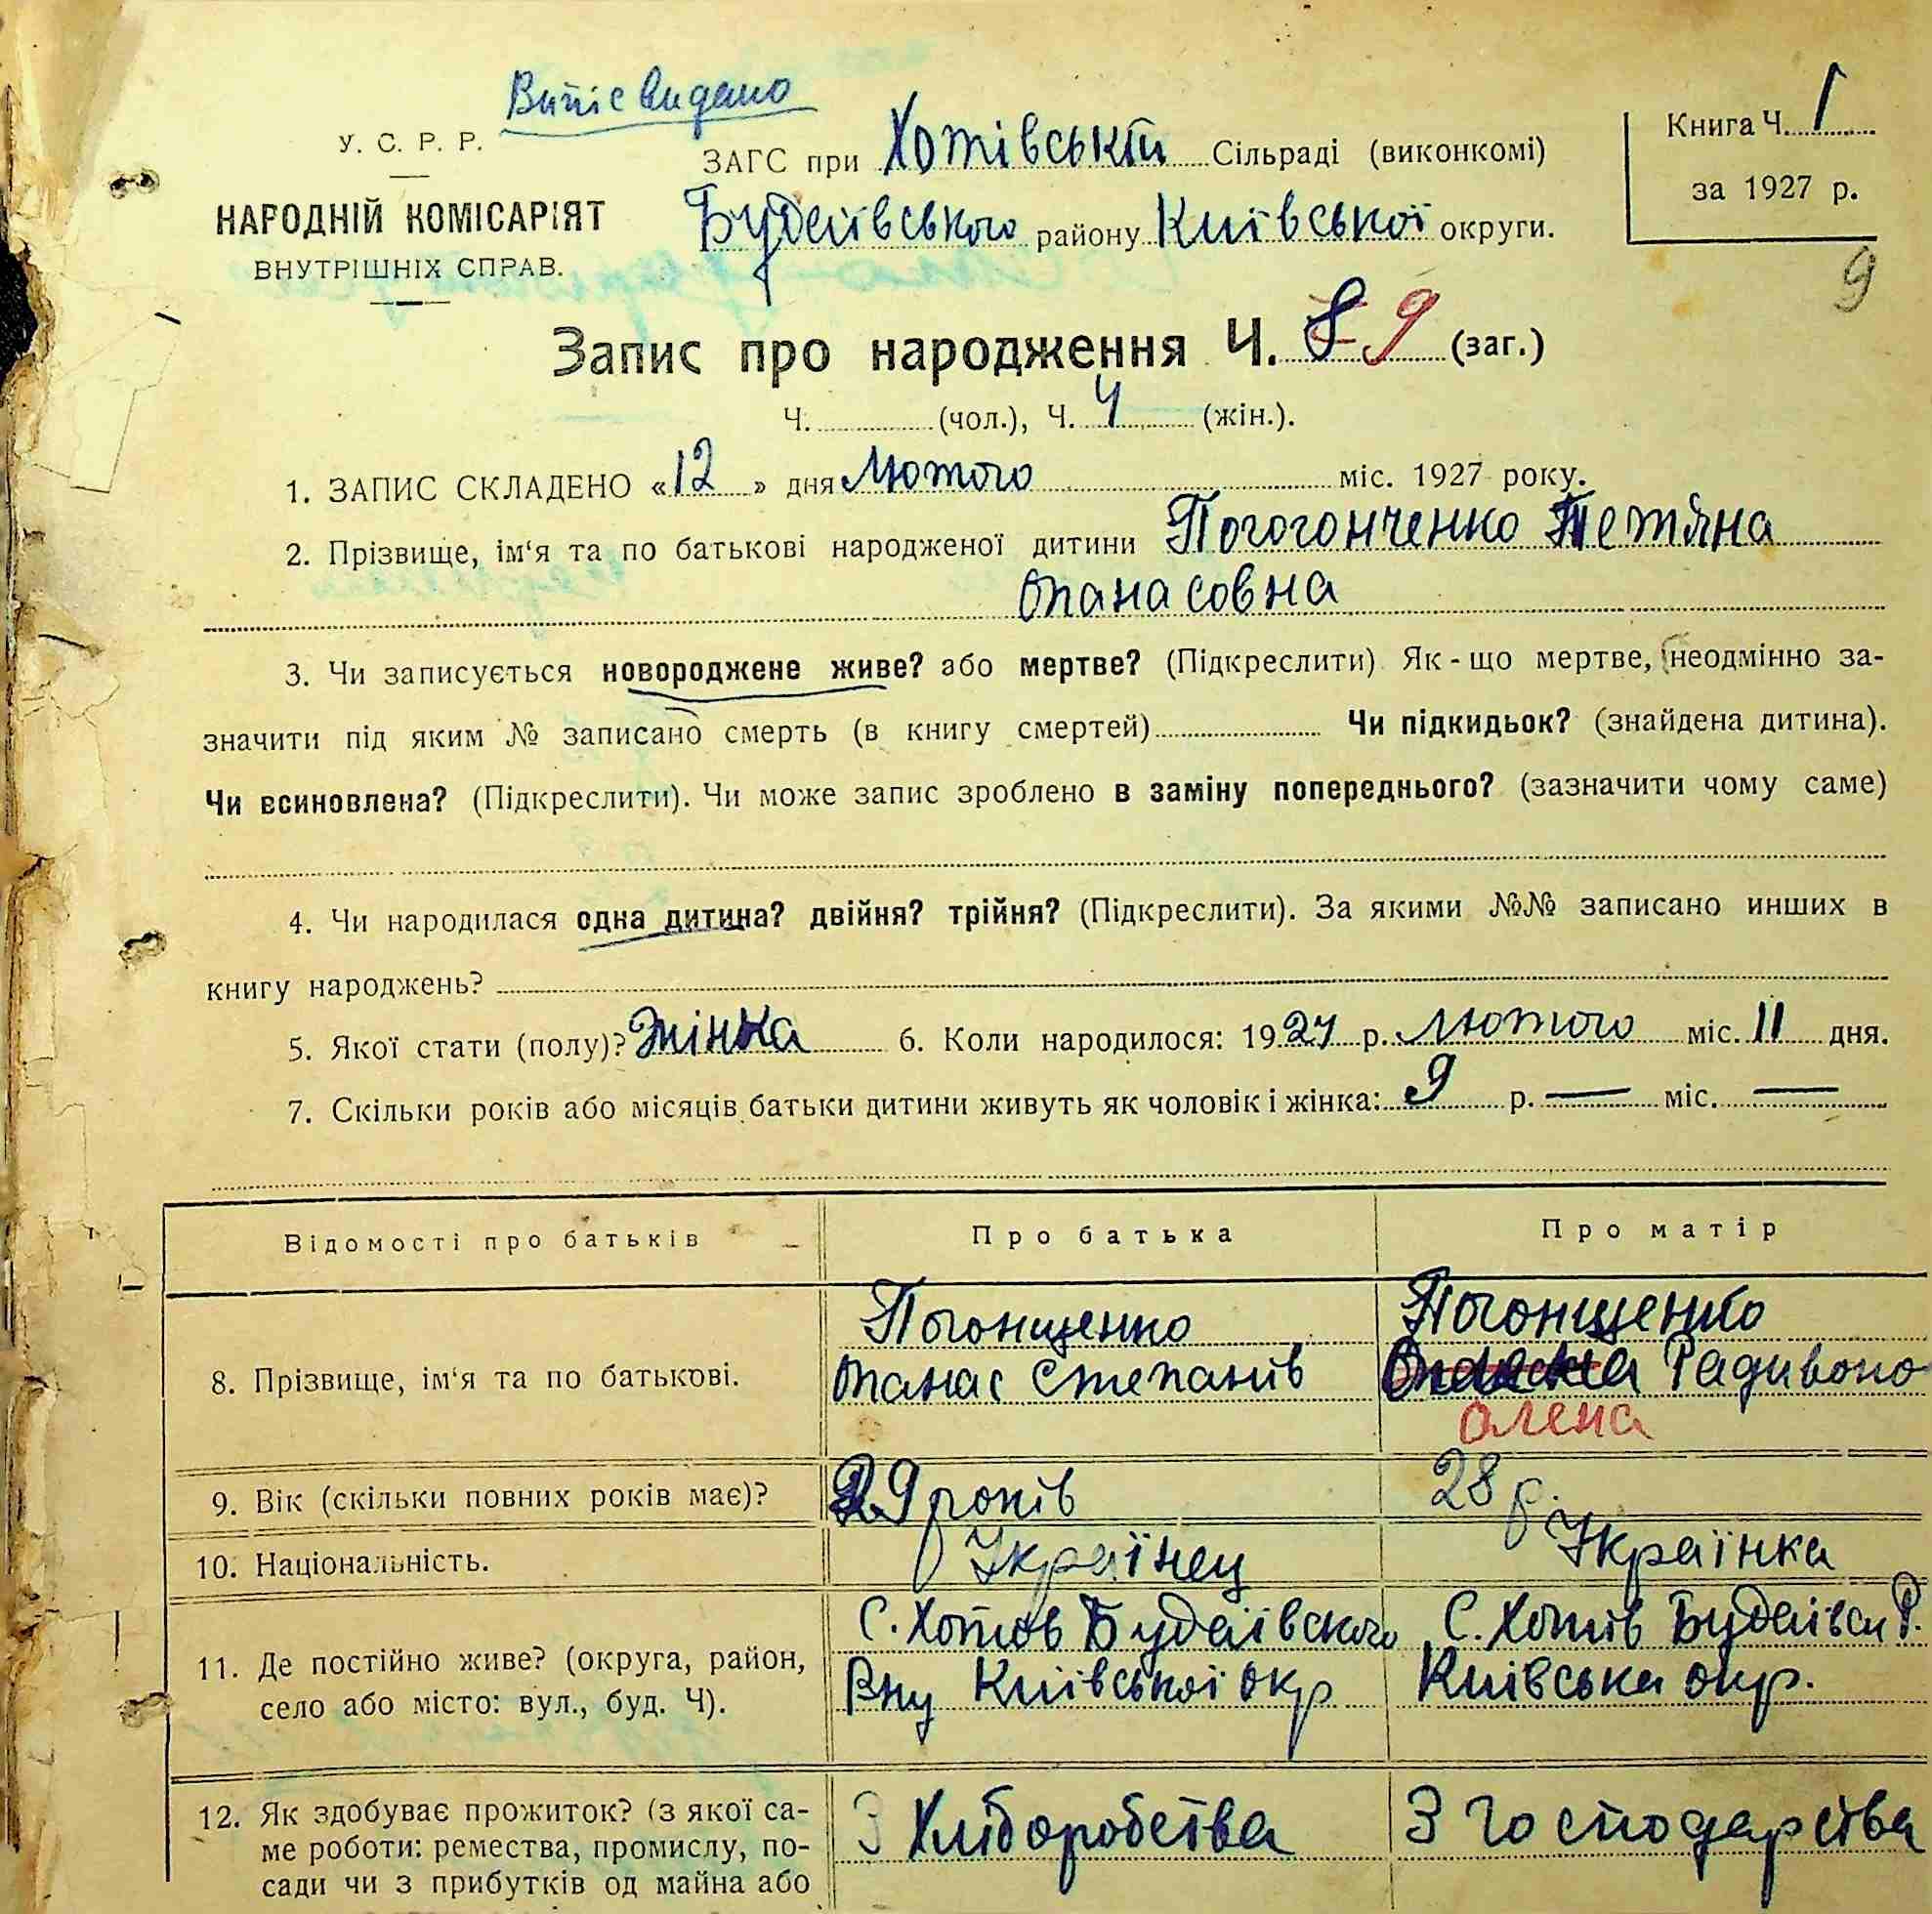 Випіс видано
У. С. Р. Р.
НАРОДНІЙ КОМІСАРІЯТ
ВНУТРІШНІХ СПРАВ.
ЗАГС при Хотівській Сільраді (виконкомі)
Будаївського району Київської округи.
Книга Ч. 1
за 1927 р.
9
Запис про народження Ч. 8 9 (заг.)
Ч. (чол.), Ч. 4 (жін.).
1. ЗАПИС СКЛАДЕНО «12» дня Лютого міс. 1927 року.
2. Прізвище, ім‘я та по батькові народженої дитини Погогонченко Тетяна
Опанасовна
3. Чи записується новороджене живе? або мертве? (Підкреслити) Як-що мертве, (неодмінно за-
значити під яким № записано смерть (в книгу смертей) Чи підкидьок? (знайдена дитина).
Чи всиновлена? (Підкреслити). Чи може запис зроблено в заміну попереднього? (зазначити чому саме)
4. Чи народилася одна дитина? двійня? трійня? (Підкреслити). За якими №№ записано инших в
книгу народжень?
5. Якої стати (полу)? Жінка 6. Коли народилося: 1927 р. Лютого міс. 11 дня.
7. Скільки років або місяців батьки дитини живуть як чоловік і жінка: 9 р. — міс. —
Відомості про батьків Про батька Про матір
8. Прізвище, ім‘я та по батькові.
Погонщенко
Опанас Степанів
Погонщенко
Радивоно
Олена
9. Вік (скільки повних років має)? 29 років 28 р.
10. Національність. Українец Українка
11. Де постійно живе? (округа, район,
село або місто: вул., буд. Ч).
С. Хотов Будаївского
Рну Київської окр
С. Хотів Будаївск Р.
Київська окр.
12. Як здобуває прожиток? (з якої са-
ме роботи: ремества, промислу, по-
сади чи з прибутків од майна або
З Хліборобства
З господарства